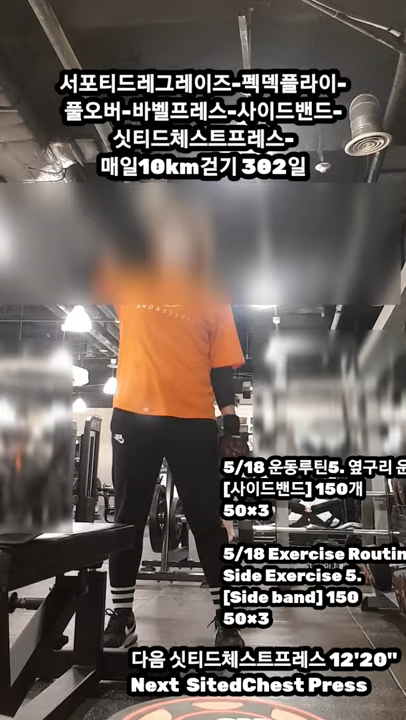 서포티드레그레이즈-펙덱플라이-
풀오버-바벨프레스-사이드밴드-
싯티드체스트프레스-
매일10km걷기 302일
5/18 운동루틴5. 옆구리
[사이드밴드] 150개
50×3
5/18 Exercise Routin
Side Exercise 5.
[Side band] 150
50×3
다음 싯티드체스트프레스 12'20"
Next SitedChest Press